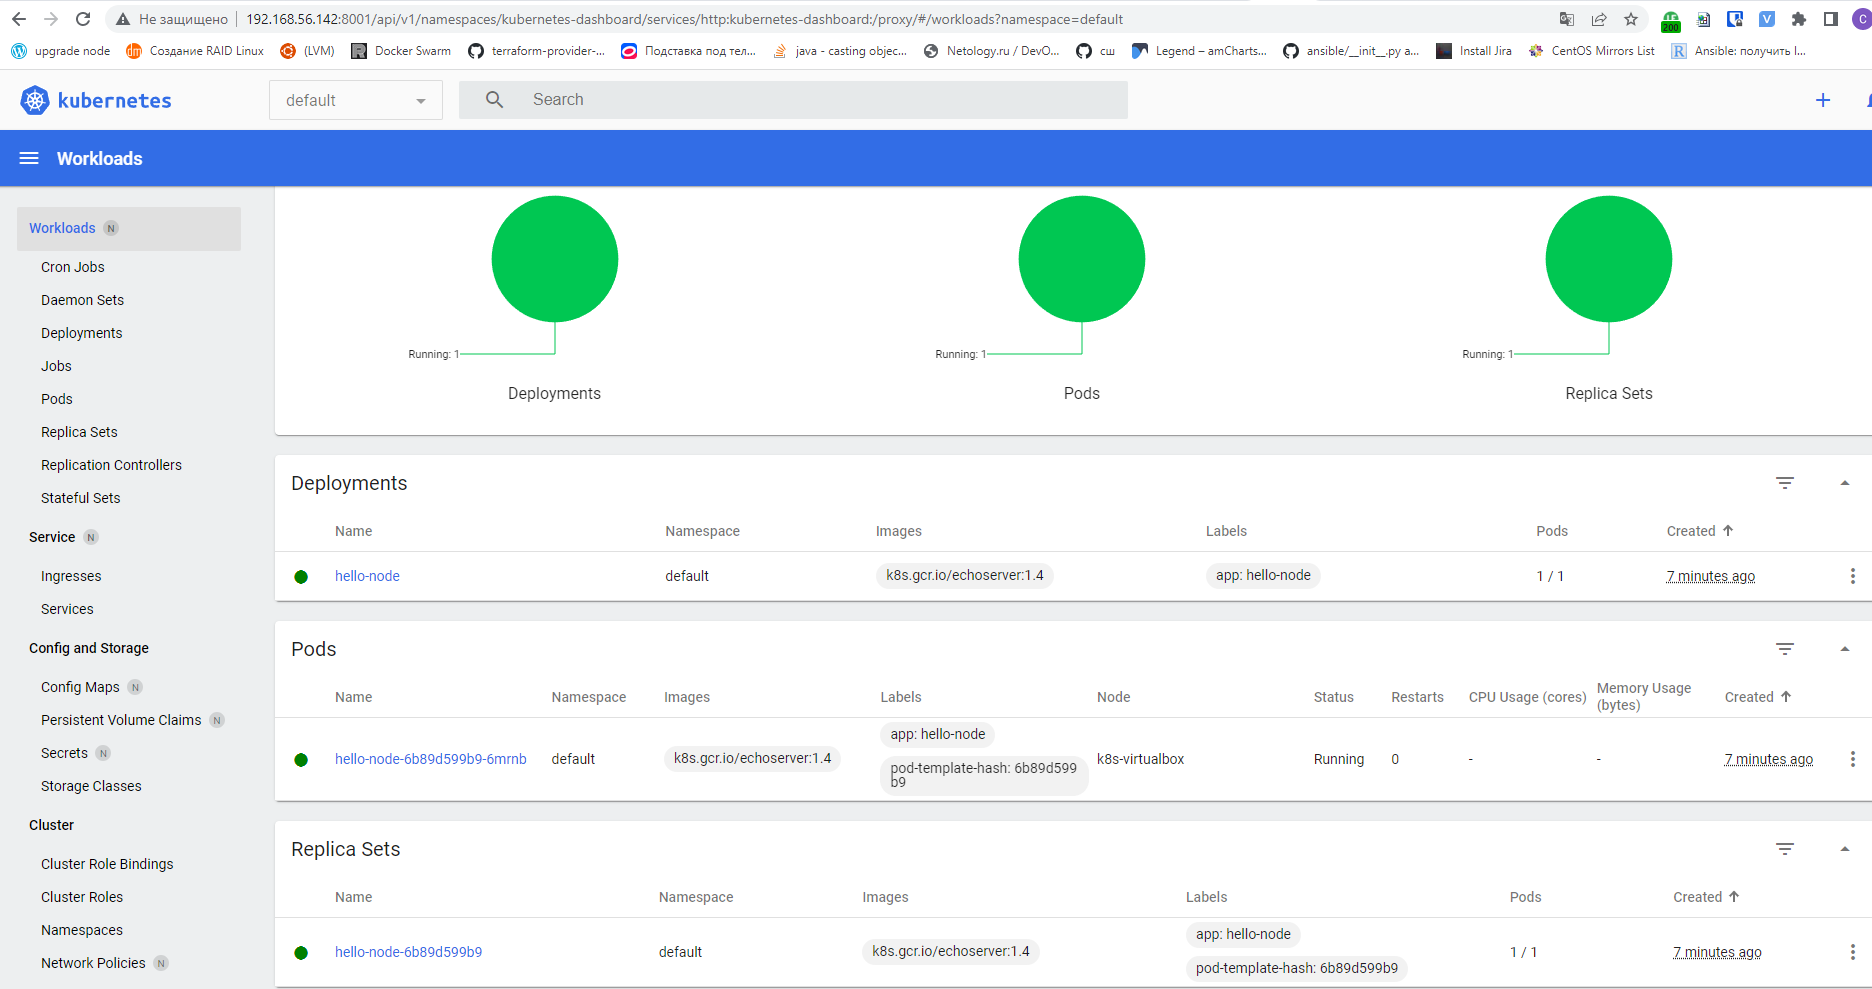 Не защищено 192.168.56.142:8001/api/v1/namespaces/kubernetes-dashboard/services/http:kubernetes-dashboard:/proxy/#/workloads?namespace=default
200 V C
upgrade node dm Создание RAID Linux (LVM) R Docker Swarm terraform-provider-... Подставка под тел... java - casting objec... Netology.ru / DevO... сш Legend – amCharts... ansible/__init__.py a... Install Jira CentOS Mirrors List R Ansible: получить I...
kubernetes default Search
Workloads
Workloads N
Cron Jobs
Daemon Sets
Deployments
Jobs
Pods
Replica Sets
Replication Controllers
Stateful Sets
Service N
Ingresses
Services
Config and Storage
Config Maps N
Persistent Volume Claims N
Secrets N
Storage Classes
Cluster
Cluster Role Bindings
Cluster Roles
Namespaces
Network Policies N
Running: 1 Running: 1 Running: 1
Deployments Pods Replica Sets
Deployments
Name Namespace Images Labels Pods Created
hello-node default k8s.gcr.io/echoserver:1.4 app: hello-node 1 / 1 7 minutes ago
Pods
Name Namespace Images Labels Node Status Restarts CPU Usage (cores) Memory Usage
(bytes) Created
app: hello-node
hello-node-6b89d599b9-6mrnb default k8s.gcr.io/echoserver:1.4 pod-template-hash: 6b89d599 k8s-virtualbox Running 0 - - 7 minutes ago
b9
Replica Sets
Name Namespace Images Labels Pods Created
app: hello-node
hello-node-6b89d599b9 default k8s.gcr.io/echoserver:1.4 1 / 1 7 minutes ago
pod-template-hash: 6b89d599b9